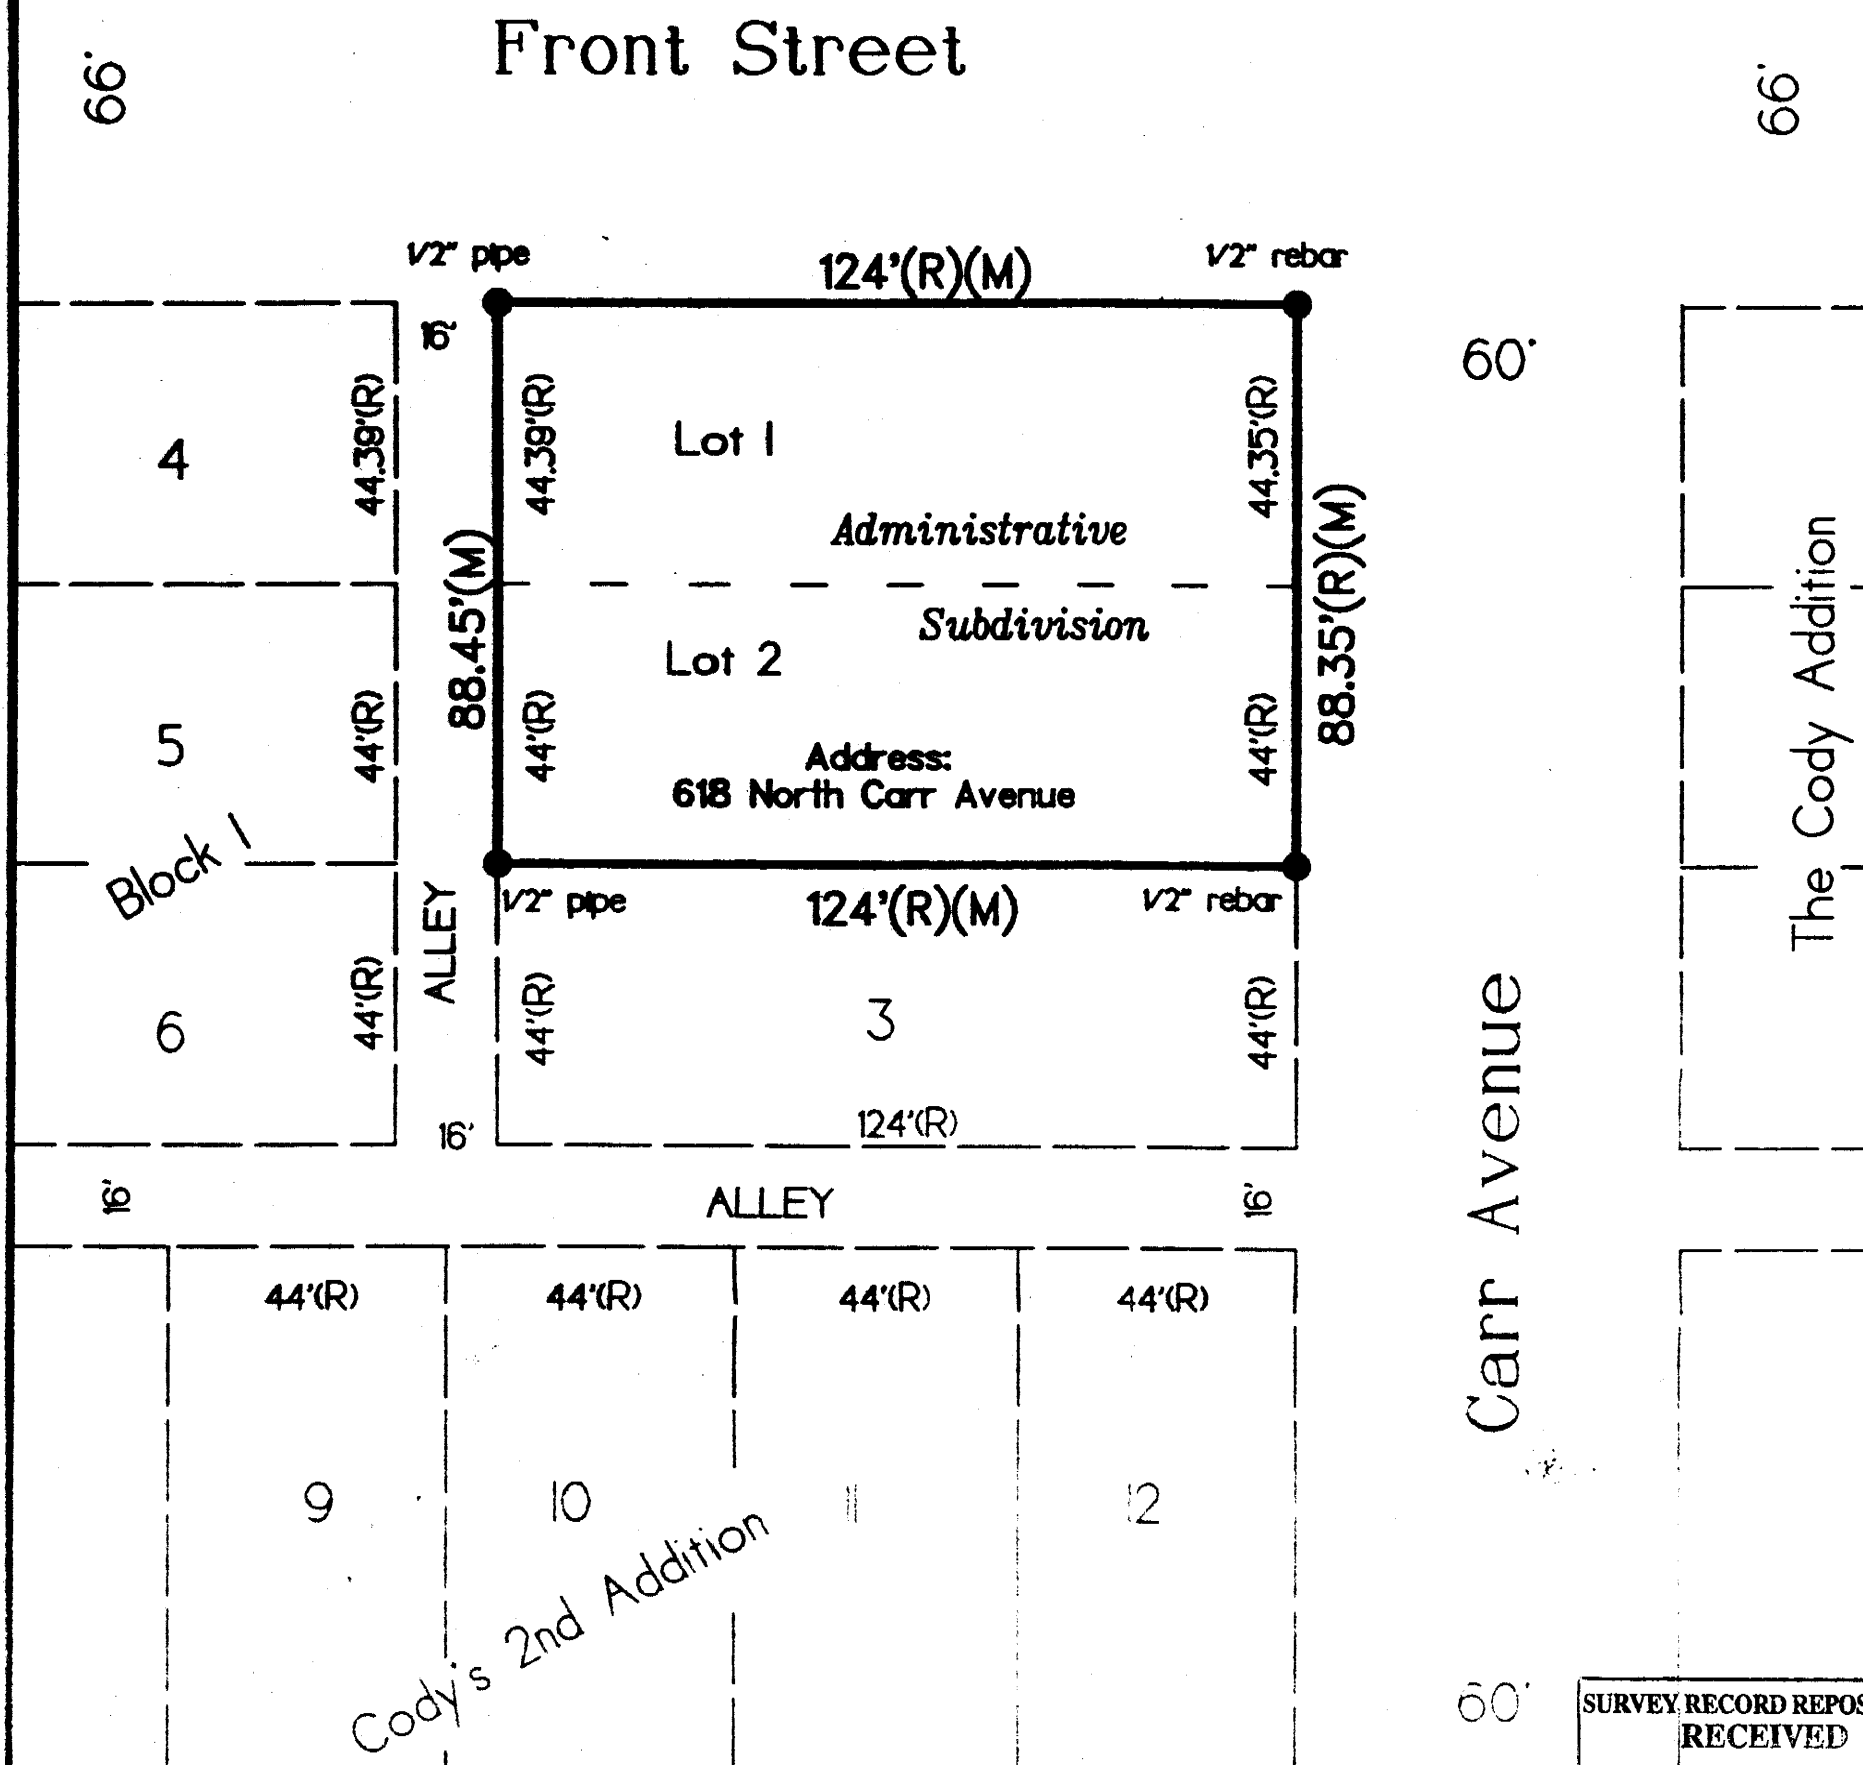 Front Street
66'
66'
1/2" pipe
124'(R)(M)
1/2" rebar
16'
60'
44.39'(R)
44.39'(R)
44.35'(R)
4
Lot 1
Administrative
88.45'(M)
88.35'(R)(M)
Subdivision
Lot 2
The Cody Addition
5
44'(R)
44'(R)
44'(R)
Address:
618 North Carr Avenue
Block 1
ALLEY
1/2" pipe
124'(R)(M)
1/2" rebar
6
44'(R)
44'(R)
3
44'(R)
Carr Avenue
16'
124'(R)
16'
ALLEY
16'
44'(R)
44'(R)
44'(R)
44'(R)
9
10
11
12
Cody's 2nd Addition
60'
SURVEY RECORD REPOS
RECEIVED